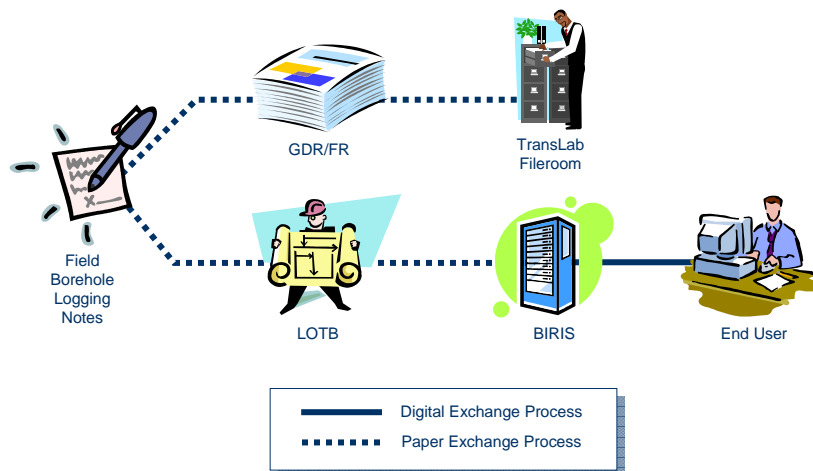 GDR/FR
TransLab
Fileroom
Field
Borehole
Logging
Notes
LOTB
BIRIS
End User
Digital Exchange Process
Paper Exchange Process